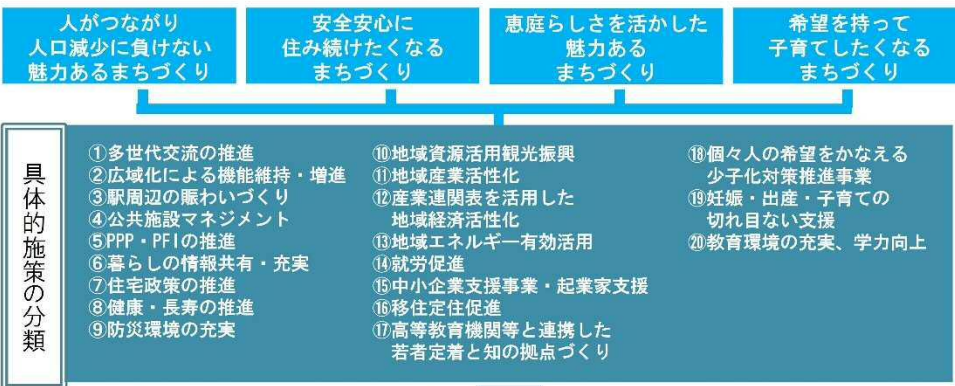 人がつながり
人口減少に負けない
魅力あるまちづくり
安全安心に
住み続けたくなる
まちづくり
恵庭らしさを活かした
魅力ある
まちづくり
希望を持って
子育てしたくなる
まちづくり
具体的施策の分類
①多世代交流の推進
②広域化による機能維持・増進
③駅周辺の賑わいづくり
④公共施設マネジメント
⑤PPP・PFIの推進
⑥暮らしの情報共有・充実
⑦住宅政策の推進
⑧健康・長寿の推進
⑨防災環境の充実
⑩地域資源活用観光振興
⑪地域産業活性化
⑫産業連関表を活用した
地域経済活性化
⑬地域エネルギー有効活用
⑭就労促進
⑮中小企業支援事業・起業家支援
⑯移住定住促進
⑰高等教育機関等と連携した
若者定着と知の拠点づくり
⑱個々人の希望をかなえる
少子化対策推進事業
⑲妊娠・出産・子育ての
切れ目ない支援
⑳教育環境の充実、学力向上